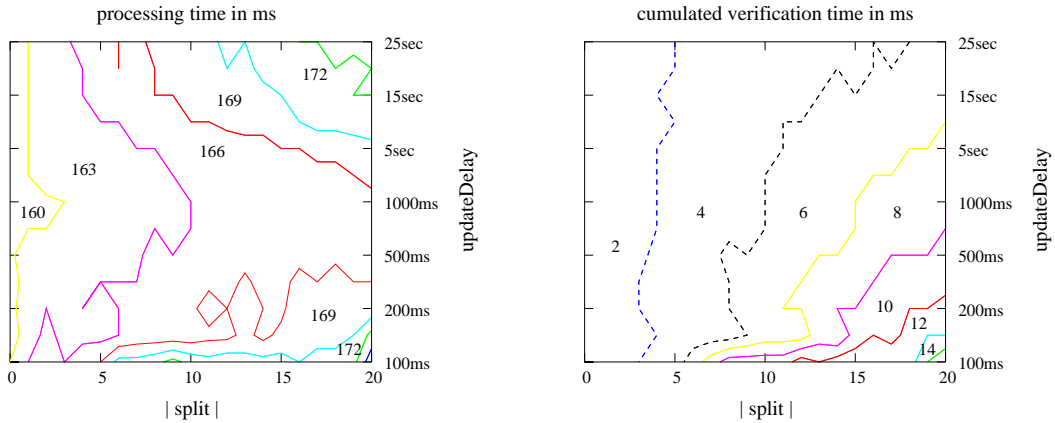 processing time in ms
25sec
172
15sec
169
166
5sec
163
160
1000ms
500ms
200ms
169
172
100ms
updateDelay
0
5
10
15
20
| split |
cumulated verification time in ms
25sec
15sec
5sec
4
6
8
1000ms
2
500ms
10
200ms
12
14
100ms
updateDelay
0
5
10
15
20
| split |